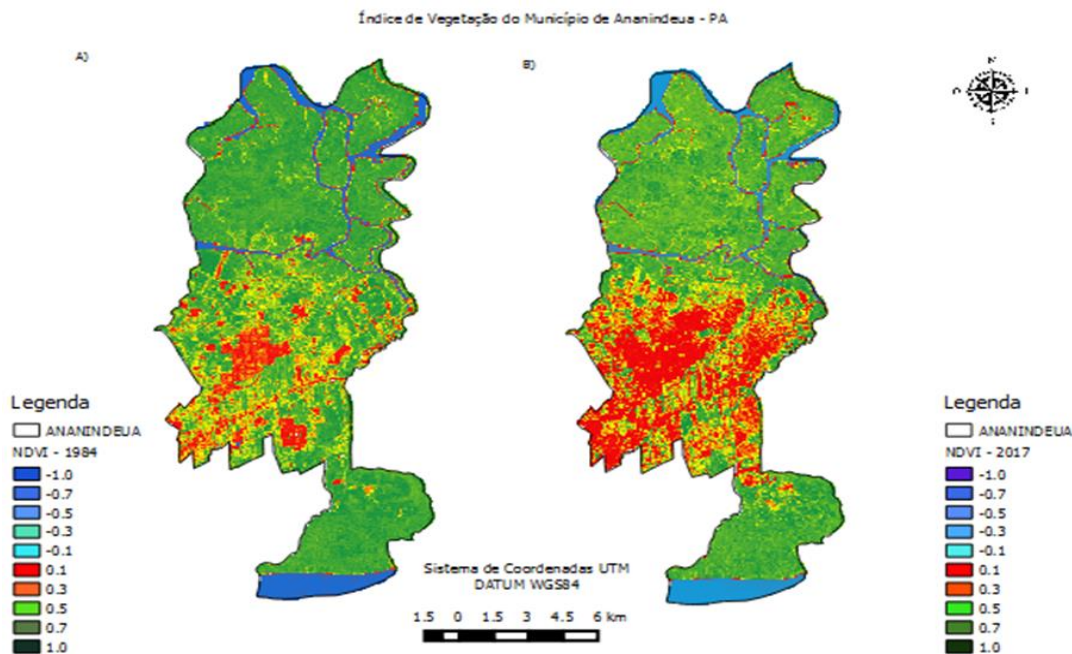 Índice de Vegetação do Município de Ananindeua - PA
A)
B)
N
O
S
Legenda
ANANINDEUA
NDVI - 1984
-1.0
-0.7
-0.5
-0.3
-0.1
0.1
0.3
0.5
0.7
1.0
Sistema de Coordenadas UTM
DATUM WGS84
1.5 0 1.5 3 4.5 6 km
Legenda
ANANINDEUA
NDVI - 2017
-1.0
-0.7
-0.5
-0.3
-0.1
0.1
0.3
0.5
0.7
1.0